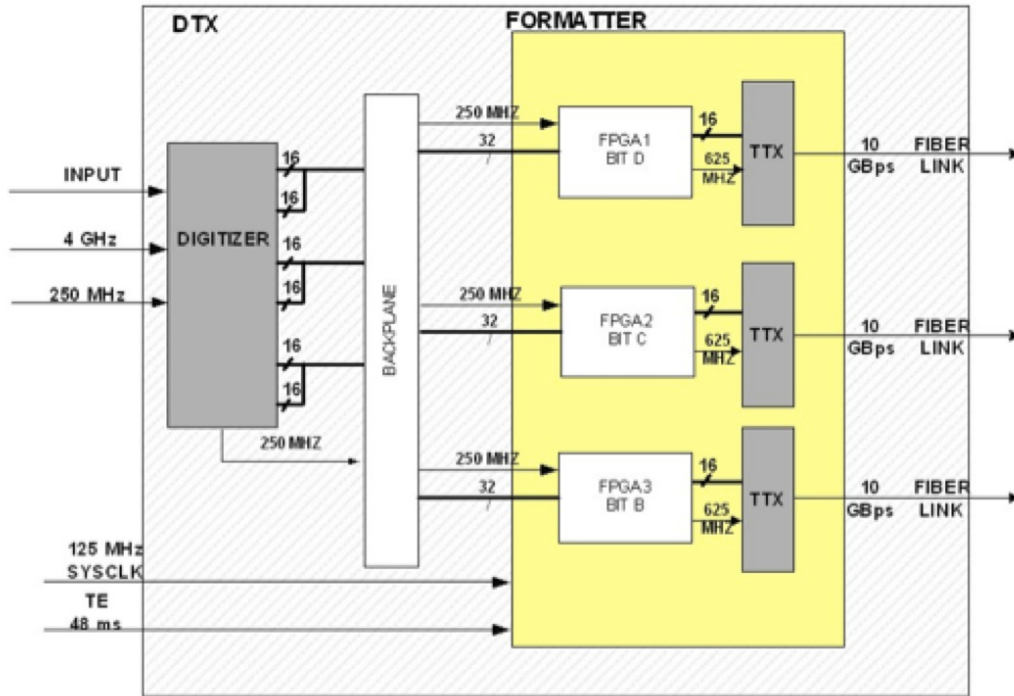 DTX
FORMATTER
INPUT
4 GHz
250 MHz
DIGITIZER
16
16
16
16
16
16
250 MHZ
BACKPLANE
250 MHZ
32
FPGA1
BIT D
16
625
MHZ
TTX
10
GBps
FIBER
LINK
250 MHZ
32
FPGA2
BIT C
16
625
MHZ
TTX
10
GBps
FIBER
LINK
250 MHZ
32
FPGA3
BIT B
16
625
MHZ
TTX
10
GBps
FIBER
LINK
125 MHz
SYSCLK
TE
48 ms